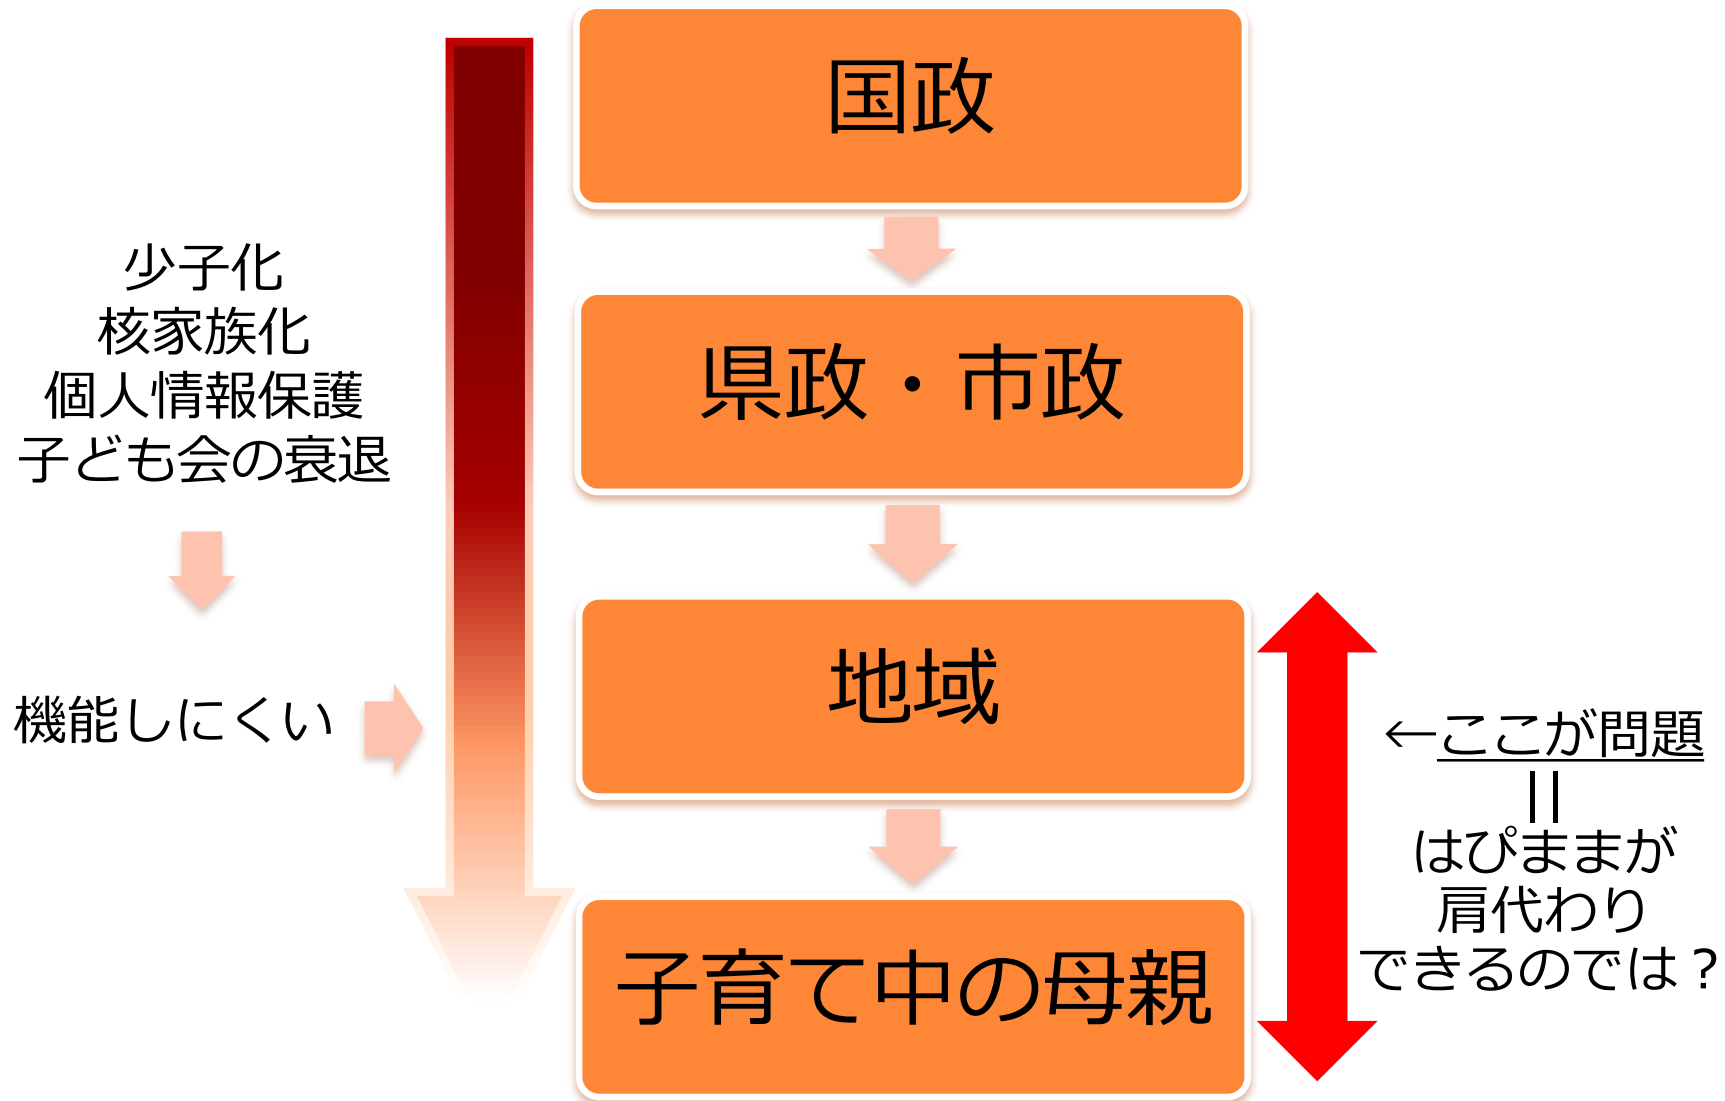 国政
県政・市政
地域
子育て中の母親
少子化
核家族化
個人情報保護
子ども会の衰退
機能しにくい
←ここが問題
||
はぴままが
肩代わり
できるのでは？